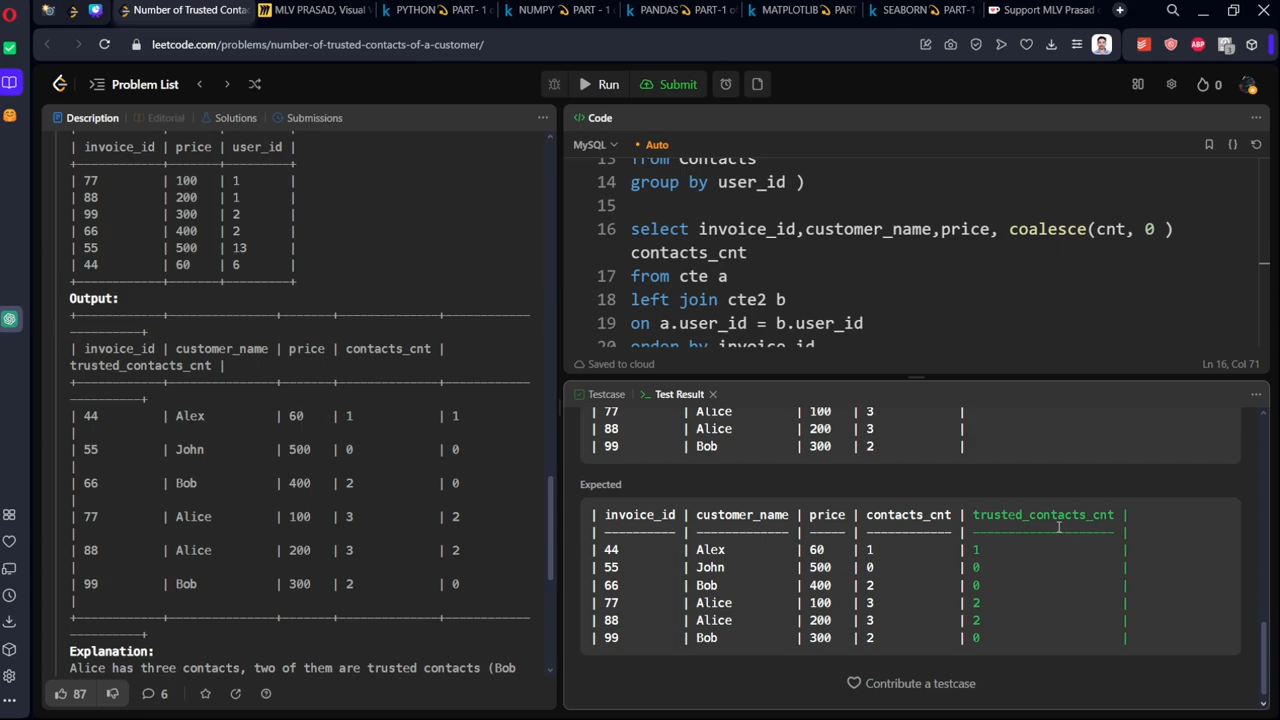 Number of Trusted Contac
MLV PRASAD, Visual
PYTHON PART - 1
NUMPY PART - 1
PANDAS PART-1 o
MATPLOTLIB PART
SEABORN PART-1
Support MLV Prasad
leetcode.com/problems/number-of-trusted-contacts-of-a-customer/
Problem List
Run
Submit
0
Description
Editorial
Solutions
Submissions
| invoice_id | price | user_id |
| 77 | 100 | 1 |
| 88 | 200 | 1 |
| 99 | 300 | 2 |
| 66 | 400 | 2 |
| 55 | 500 | 13 |
| 44 | 60 | 6 |
Output:
| invoice_id | customer_name | price | contacts_cnt |
trusted_contacts_cnt |
| 44 | Alex | 60 | 1 | 1
|
| 55 | John | 500 | 0 | 0
|
| 66 | Bob | 400 | 2 | 0
|
| 77 | Alice | 100 | 3 | 2
|
| 88 | Alice | 200 | 3 | 2
|
| 99 | Bob | 300 | 2 | 0
|
Explanation:
Alice has three contacts, two of them are trusted contacts (Bob
87
6
Code
MySQL
Auto
13 from Contacts
14 group by user_id )
15
16 select invoice_id,customer_name,price, coalesce(cnt, 0 )
contacts_cnt
17 from cte a
18 left join cte2 b
19 on a.user_id = b.user_id
20 order by invoice_id
Saved to cloud
Ln 16, Col 71
Testcase
Test Result
| 77 | Alice | 100 | 3 |
| 88 | Alice | 200 | 3 |
| 99 | Bob | 300 | 2 |
Expected
| invoice_id | customer_name | price | contacts_cnt | trusted_contacts_cnt |
| 44 | Alex | 60 | 1 | 1 |
| 55 | John | 500 | 0 | 0 |
| 66 | Bob | 400 | 2 | 0 |
| 77 | Alice | 100 | 3 | 2 |
| 88 | Alice | 200 | 3 | 2 |
| 99 | Bob | 300 | 2 | 0 |
Contribute a testcase